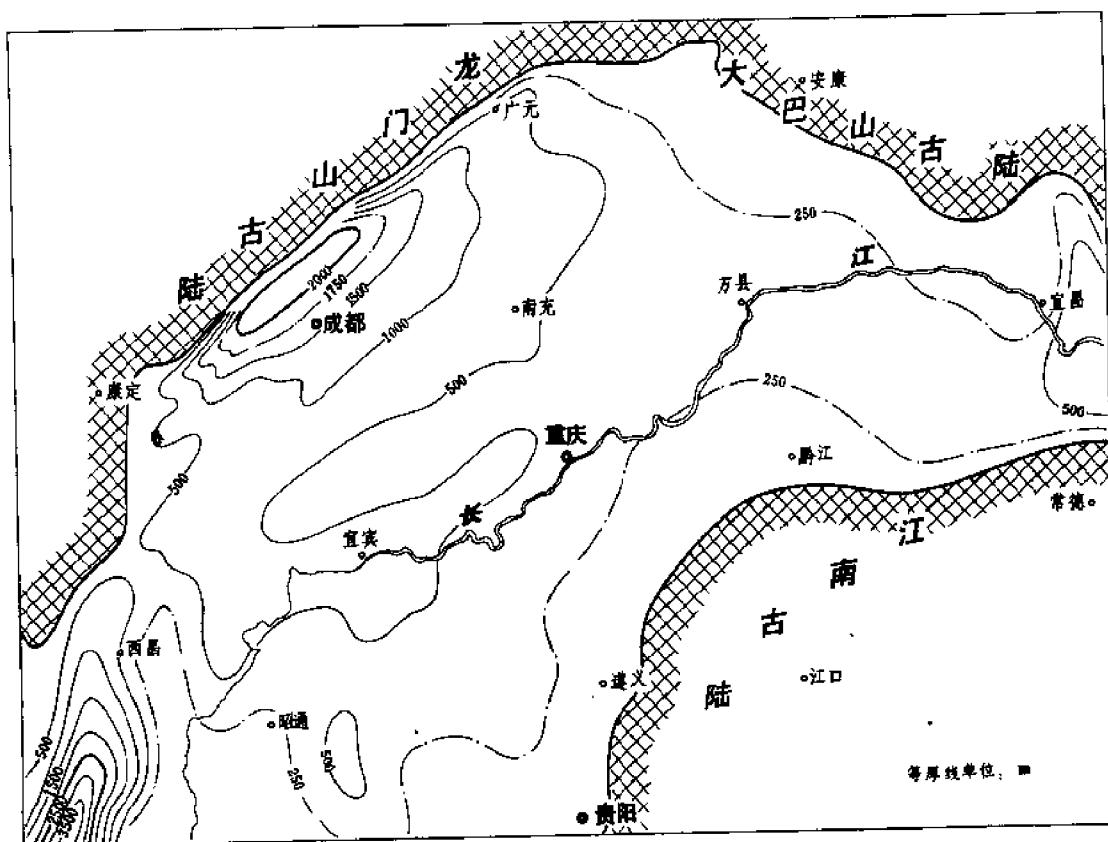 龙门山古陆
大巴山古陆
安康
广元
250
江
万县
宜昌
2000
1750
1500
成都
南充
1000
康定
500
250
500
重庆
黔江
常德
500
长
宜宾
江南古陆
西昌
遵义
江口
昭通
500
500
250
1500
2500
3500
等厚线单位：m
贵阳